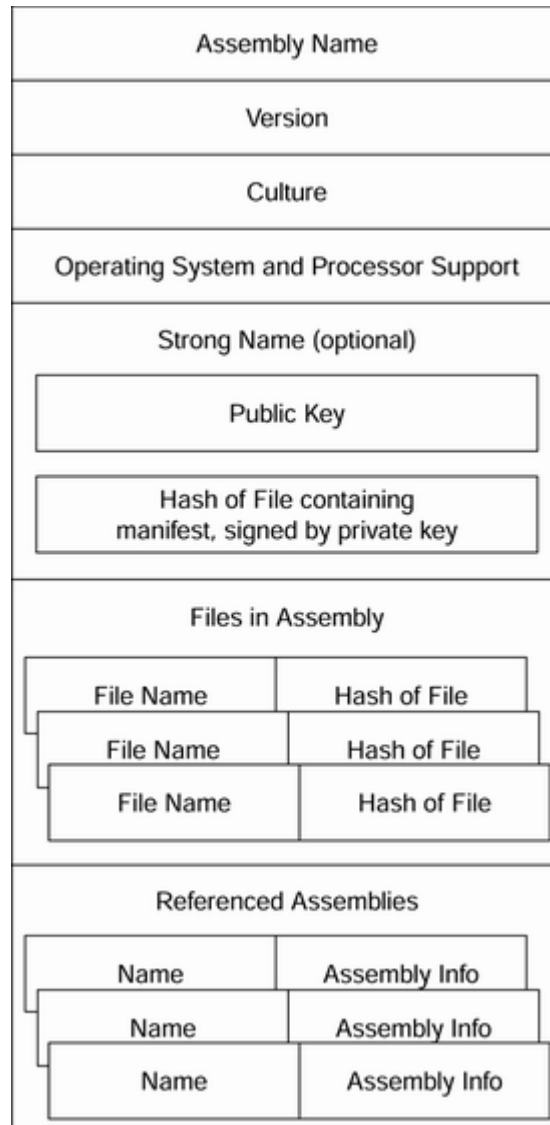 Assembly Name
Version
Culture
Operating System and Processor Support
Strong Name (optional)
Public Key
Hash of File containing
manifest, signed by private key
Files in Assembly
File Name Hash of File
File Name Hash of File
File Name Hash of File
Referenced Assemblies
Name Assembly Info
Name Assembly Info
Name Assembly Info